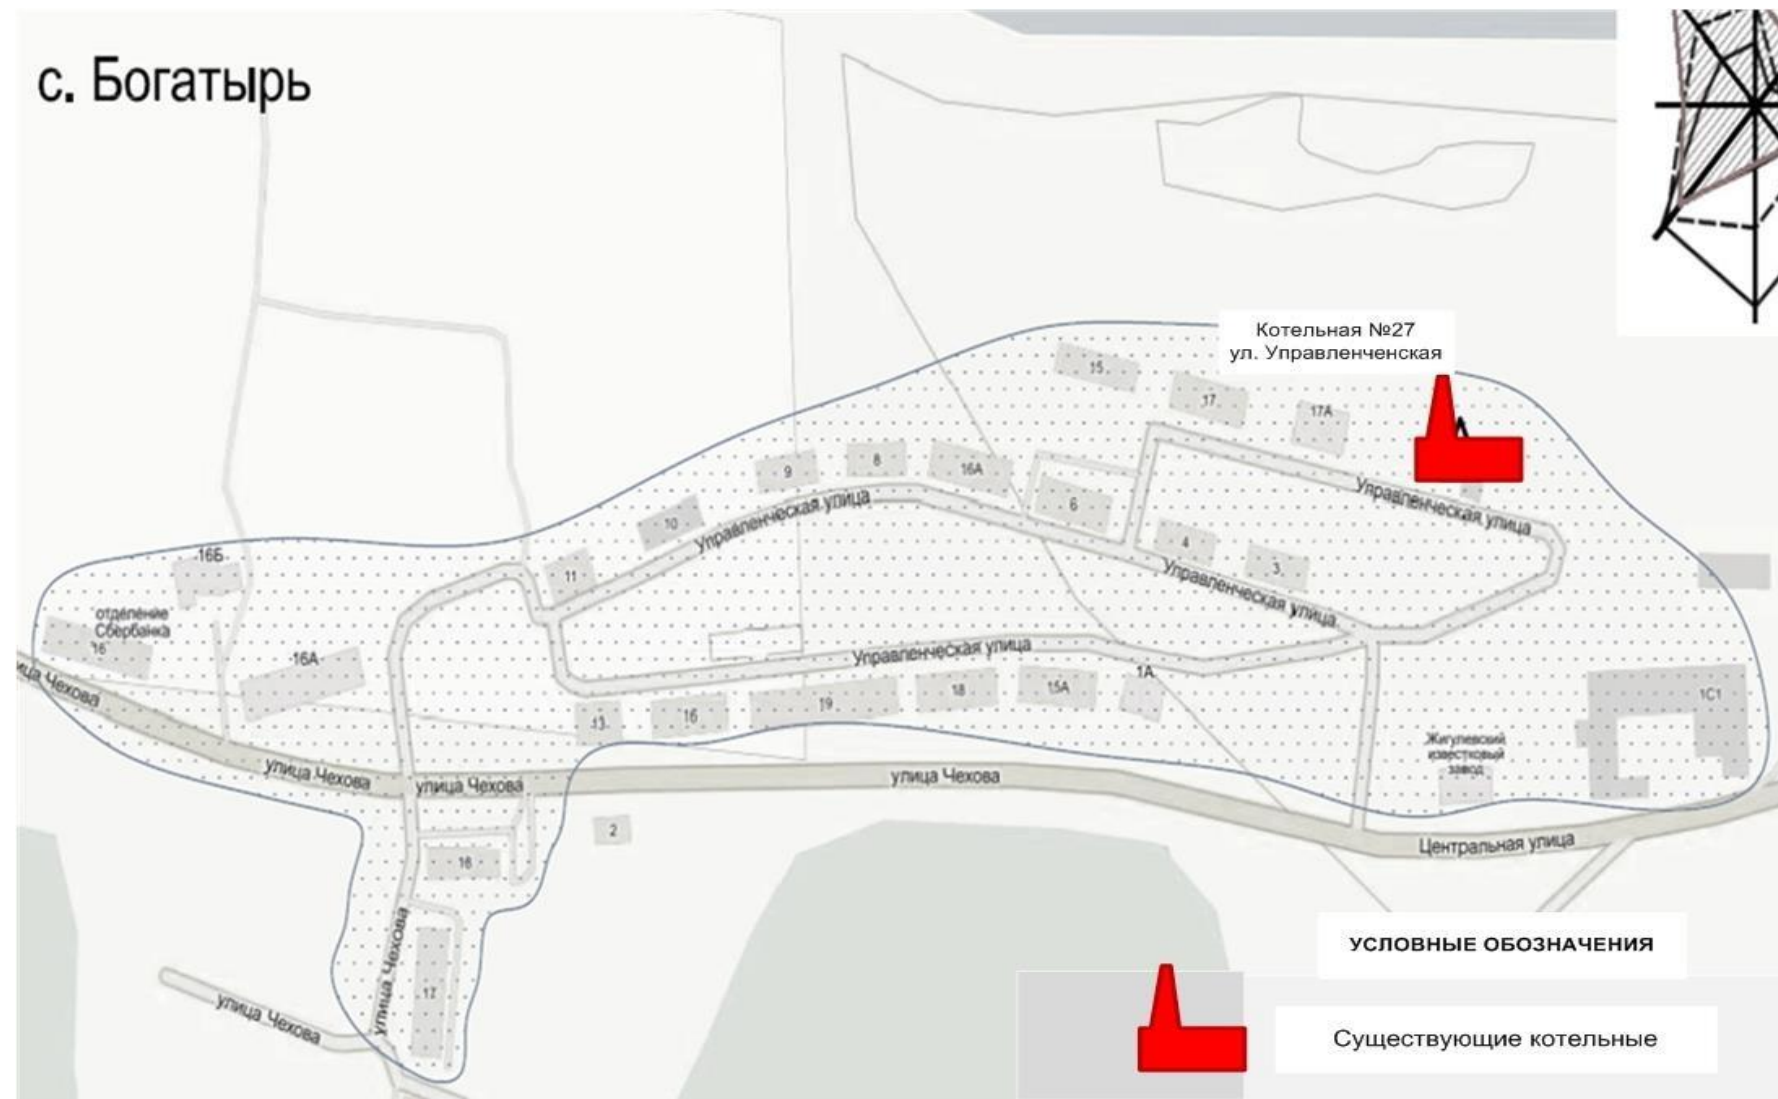 с. Богатырь
Котельная №27
ул. Управленченская
15
17
17А
9
8
16А
6
10
Управленческая улица
Управленческая улица
4
3
Управленческая улица
11
16Б
отделение
Сбербанка
16
16А
Управленческая улица
1А
15А
18
19
16
13
1С1
ица Чехова
Жигулевский
известковый
завод
улица Чехова
улица Чехова
улица Чехова
2
Центральная улица
16
улица Чехова
17
улица Чехова
УСЛОВНЫЕ ОБОЗНАЧЕНИЯ
Существующие котельные